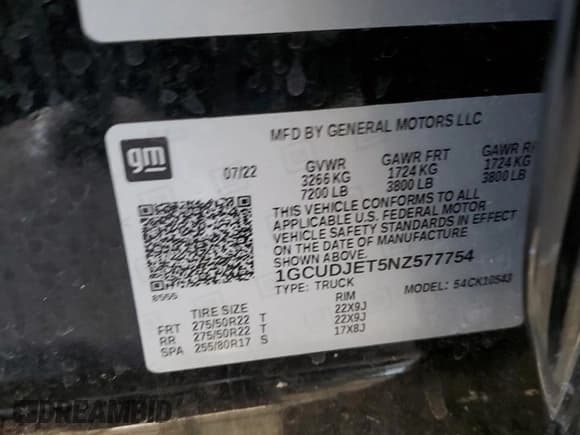 gm
MFD BY GENERAL MOTORS LLC
07/22 GVWR GAWR FRT GAWR
3266 KG 1724 KG 1724 KG
7200 LB 3800 LB 3800 LB
THIS VEHICLE CONFORMS TO ALL
APPLICABLE U.S. FEDERAL MOTOR
VEHICLE SAFETY STANDARDS IN EFFECT
ON THE DATE OF MANUFACTURE
SHOWN ABOVE.
1GCUDJET5NZ577754
TYPE: TRUCK MODEL: 54CK10543
TIRE SIZE RIM
FRT 275/50R22 T 22X9J
RR 275/50R22 T 22X9J
SPA 255/80R17 S 17X8J
DREAMBID